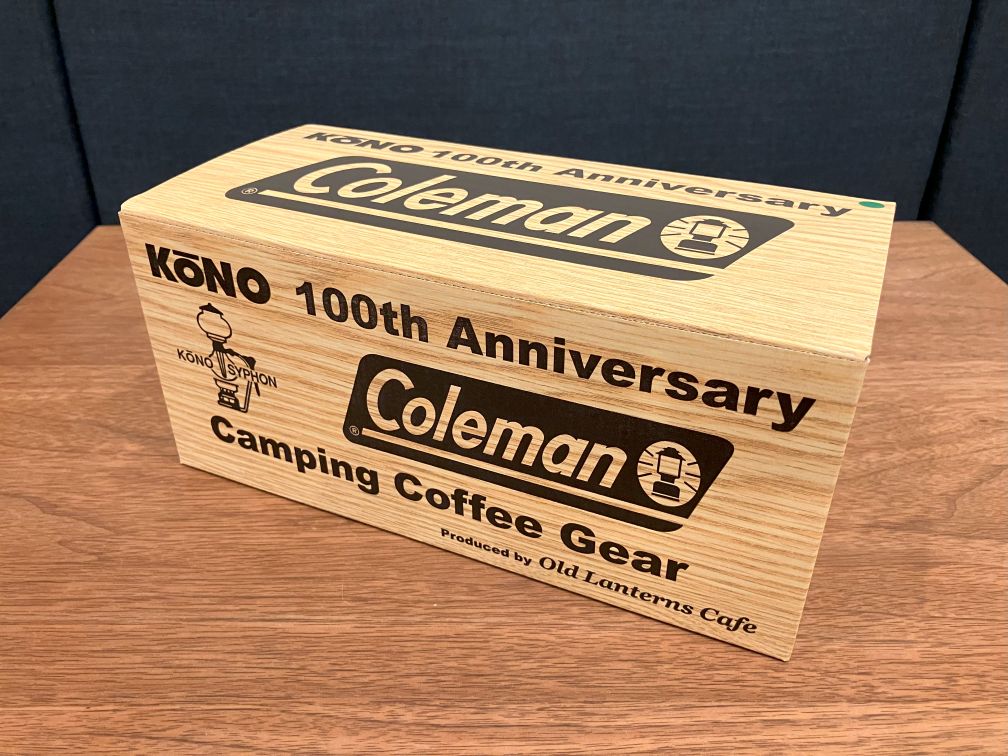 KōNO 100th Anniversary
® Coleman
KōNO 100th Anniversary
KōNO SYPHON
® Coleman
Camping Coffee Gear
Produced by Old Lanterns Cafe